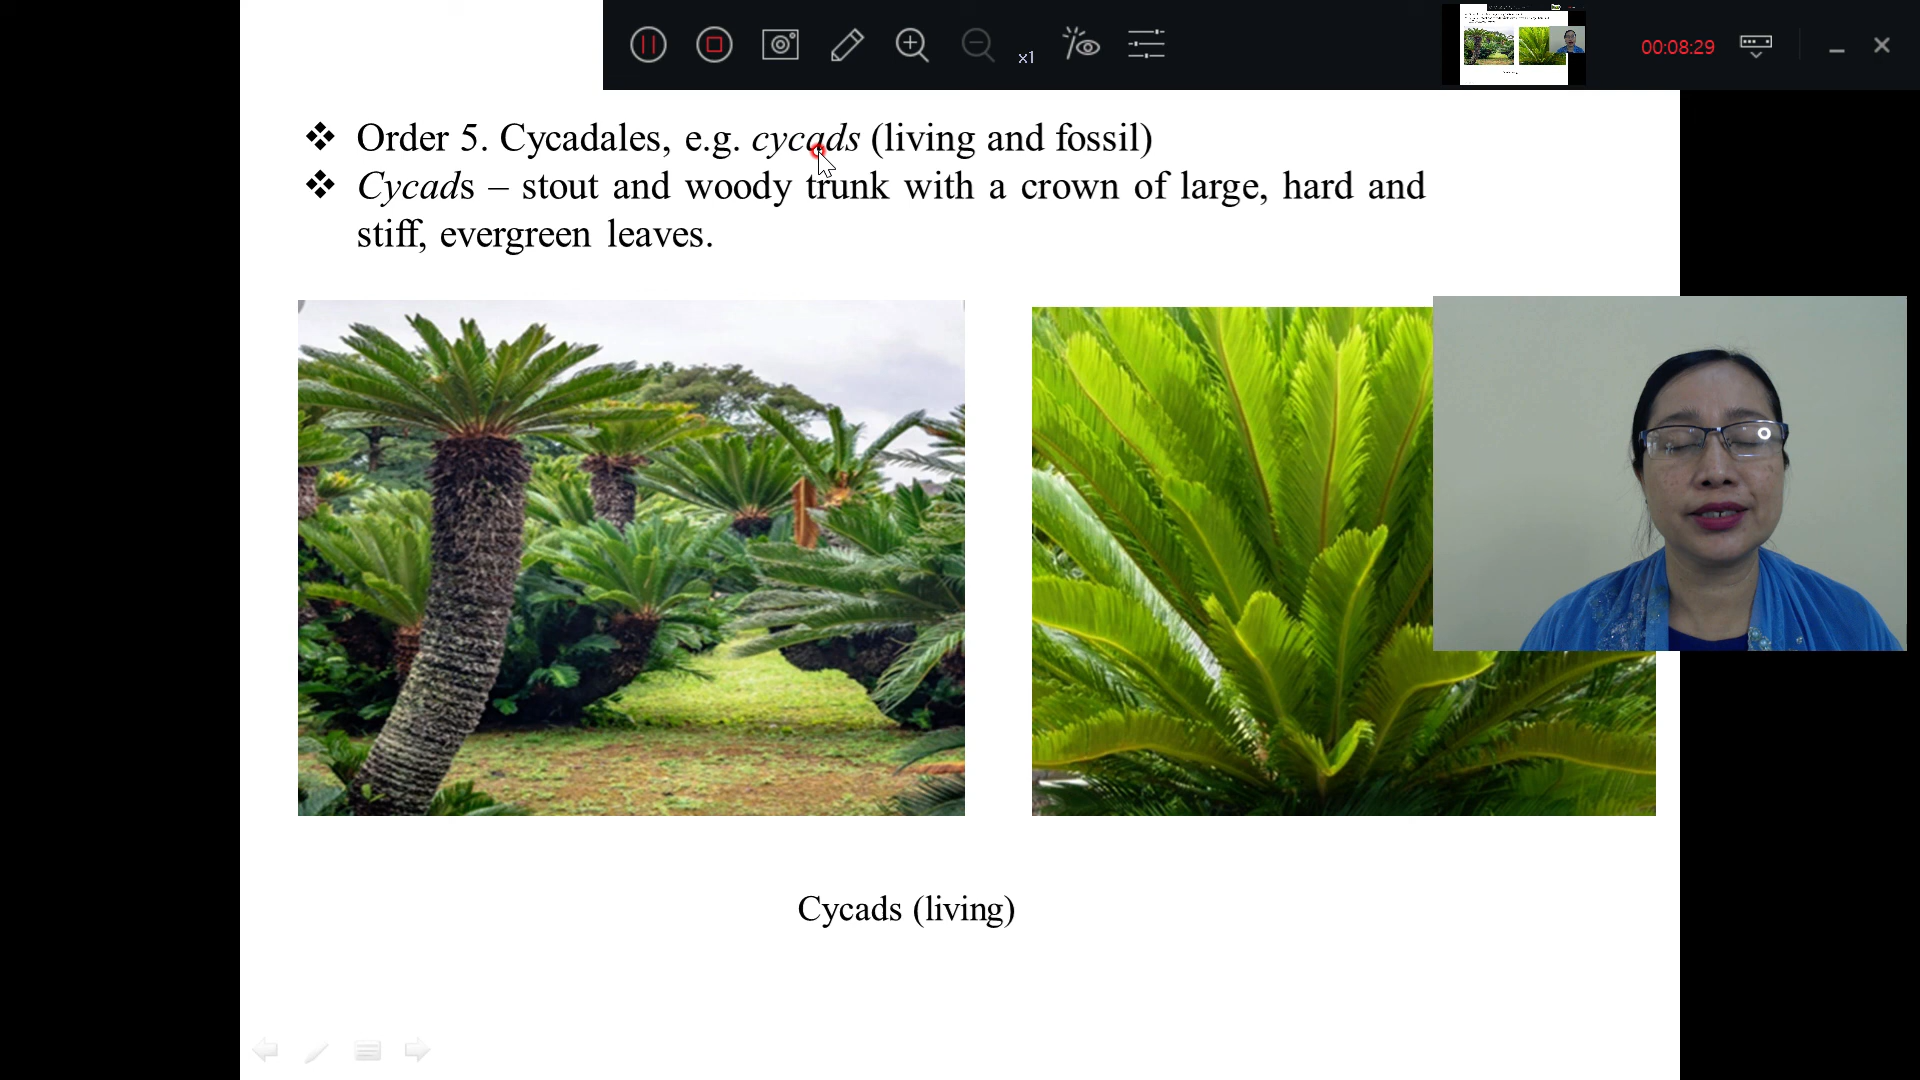 x1
00:08:29
❖ Order 5. Cycadales, e.g. cycads (living and fossil)
❖ Cycads – stout and woody trunk with a crown of large, hard and
stiff, evergreen leaves.
Cycads (living)